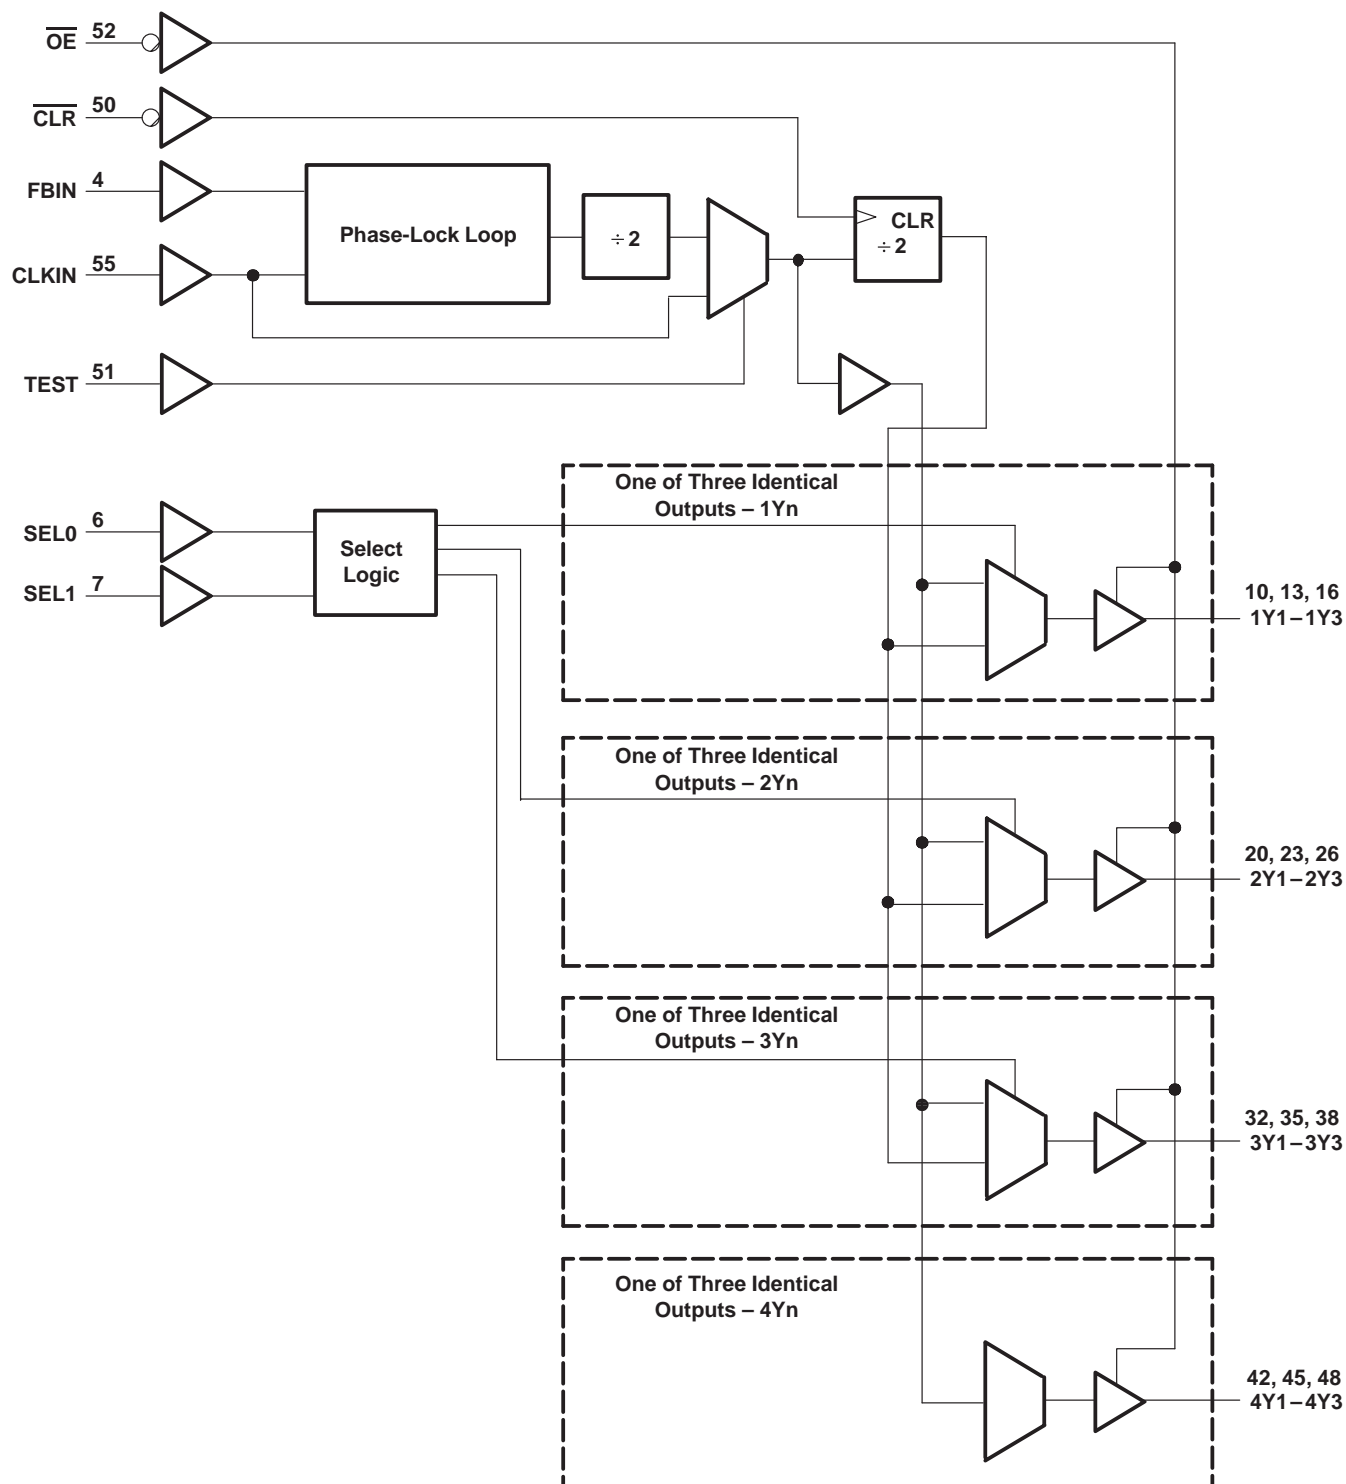 OE 52
CLR 50
FBIN 4
Phase-Lock Loop
÷ 2
CLR
÷ 2
CLKIN 55
TEST 51
SEL0 6
SEL1 7
Select
Logic
One of Three Identical
Outputs – 1Yn
10, 13, 16
1Y1–1Y3
One of Three Identical
Outputs – 2Yn
20, 23, 26
2Y1–2Y3
One of Three Identical
Outputs – 3Yn
32, 35, 38
3Y1–3Y3
One of Three Identical
Outputs – 4Yn
42, 45, 48
4Y1–4Y3